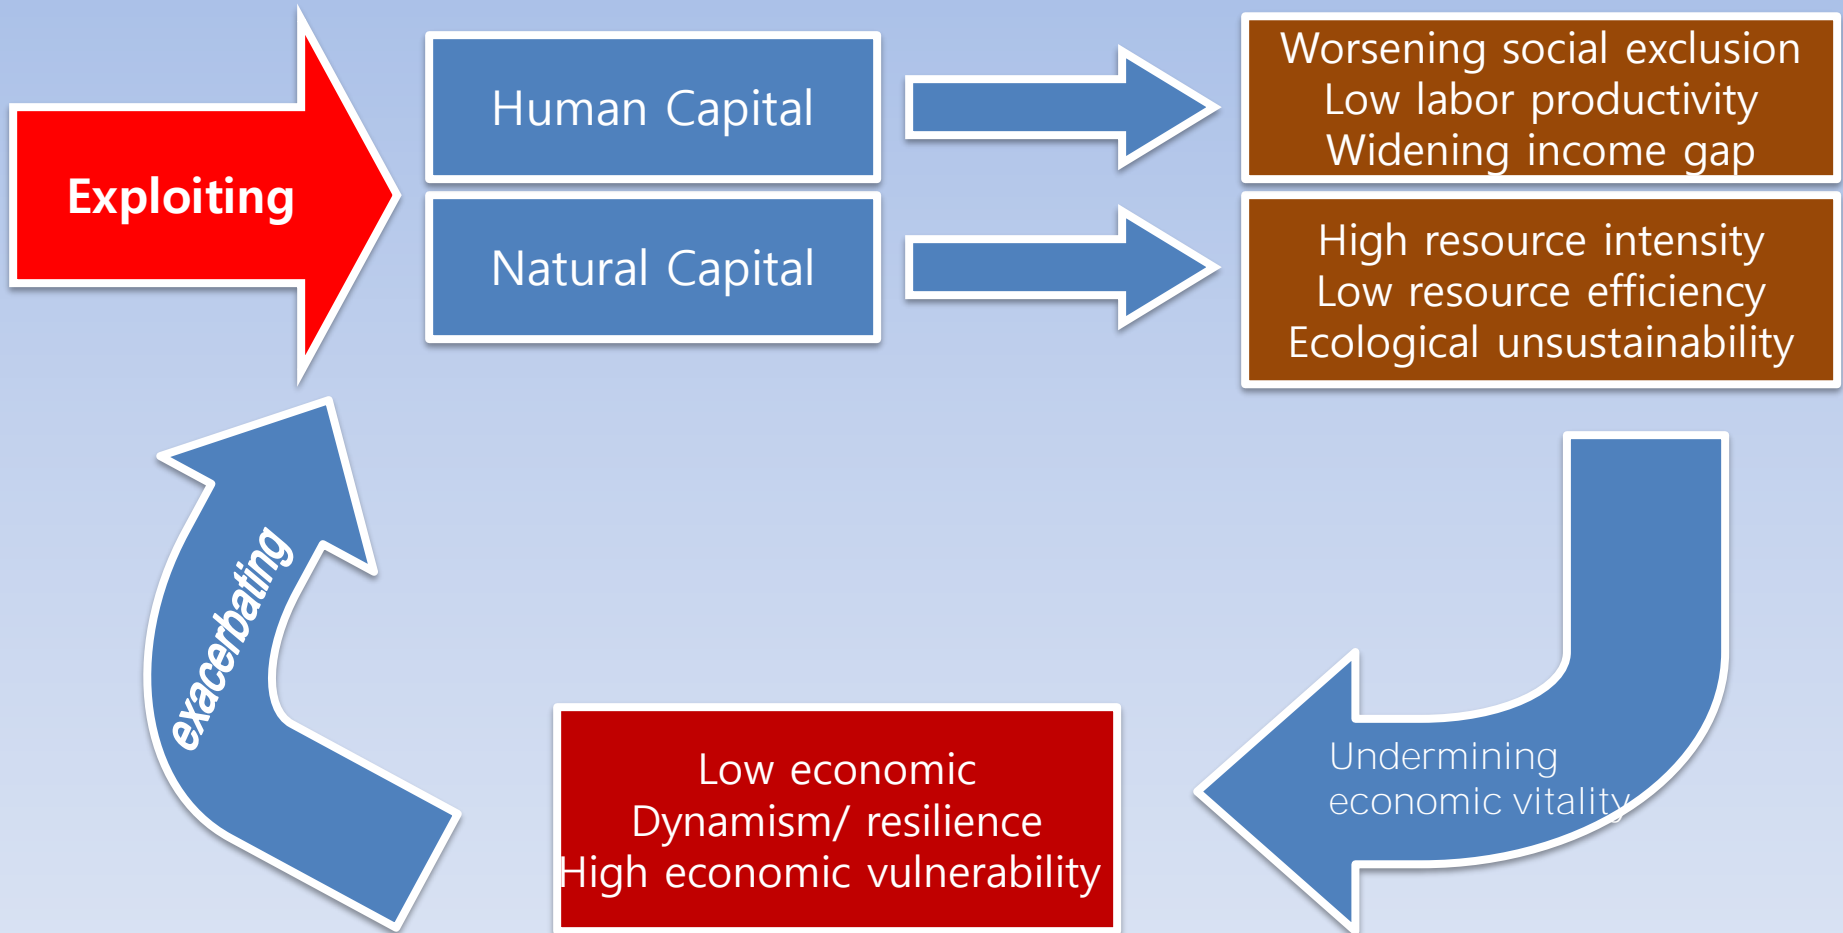 Exploiting
Human Capital
Natural Capital
Worsening social exclusion
Low labor productivity
Widening income gap
High resource intensity
Low resource efficiency
Ecological unsustainability
Undermining
economic vitality
Low economic
Dynamism/ resilience
High economic vulnerability
exacerbating